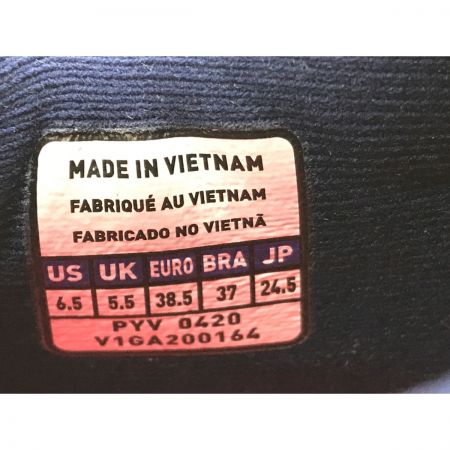 MADE IN VIETNAM
FABRIQUÉ AU VIETNAM
FABRICADO NO VIETNÃ
US UK EURO BRA JP
6.5 5.5 38.5 37 24.5
PYV 0420
V1GA200164